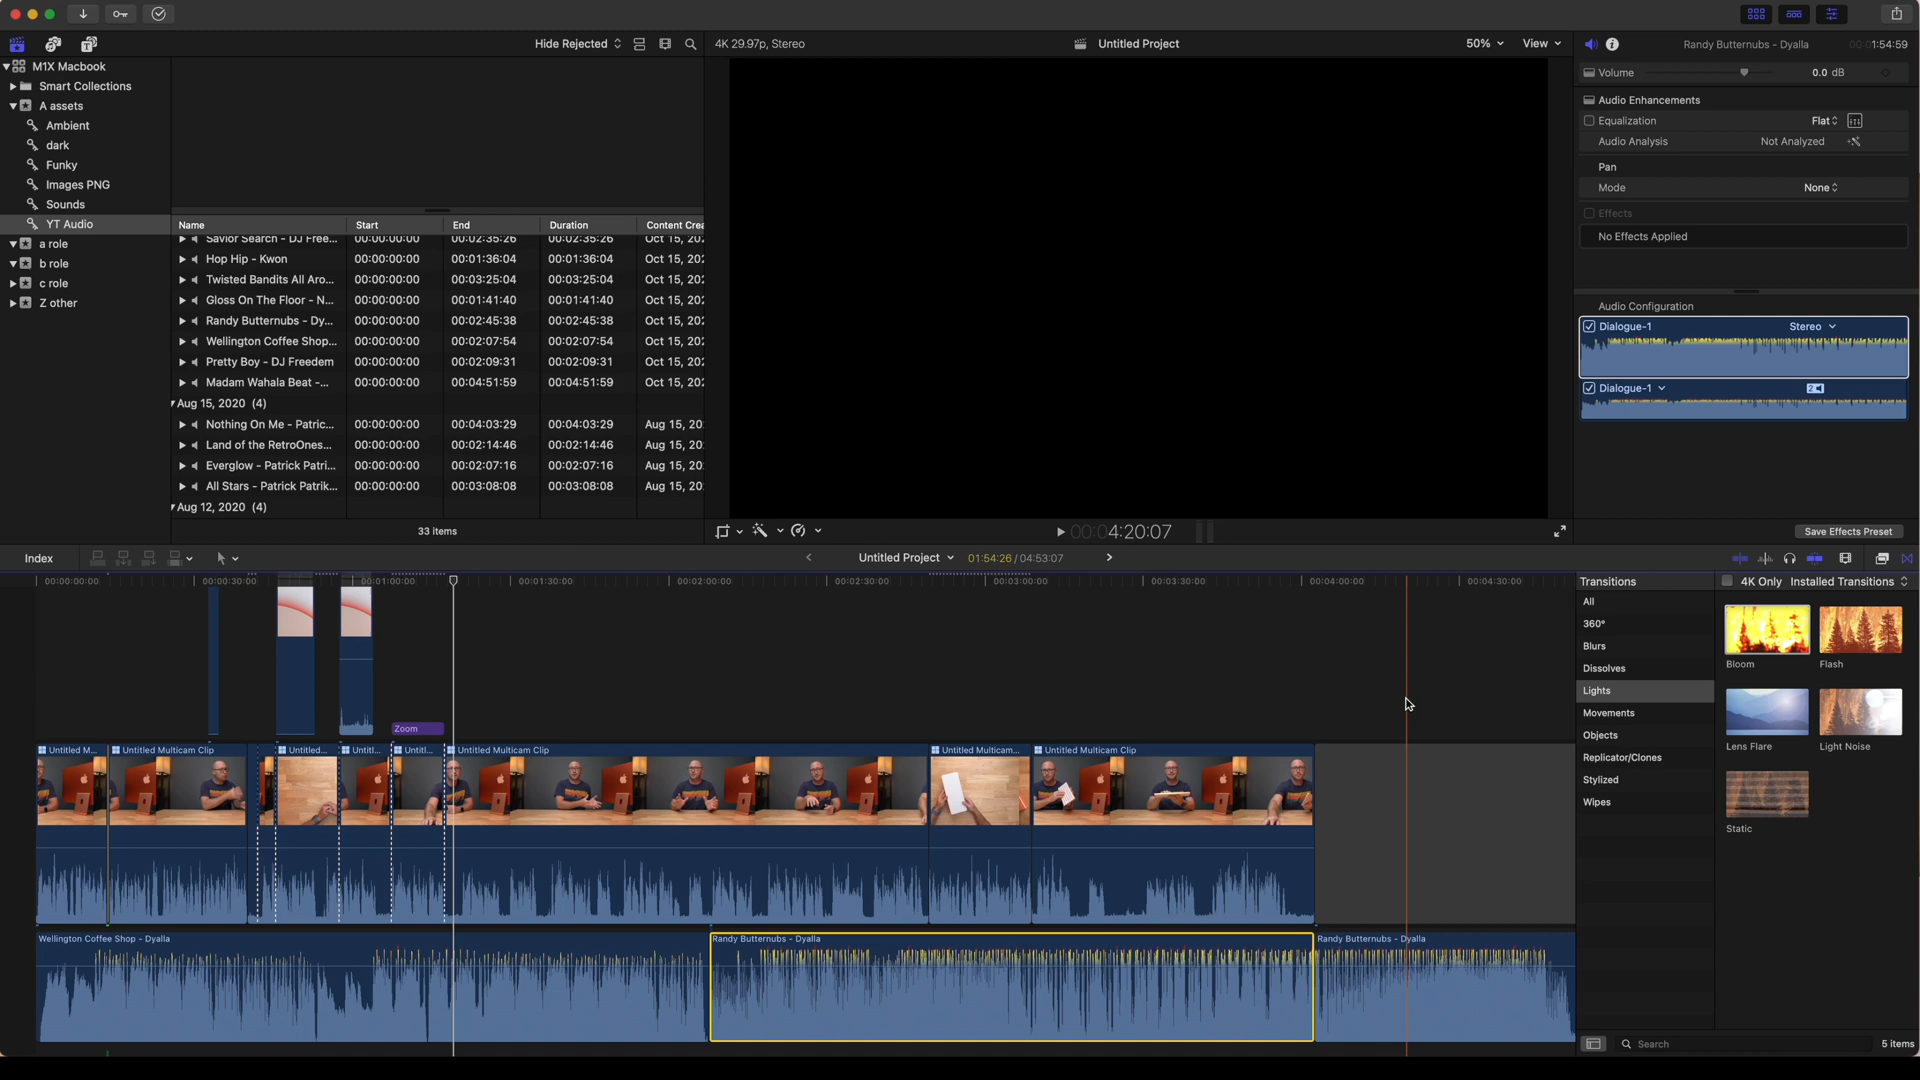 Hide Rejected
4K 29.97p, Stereo
Untitled Project
50%
View
Randy Butternubs - Dyalla
00:01:54:59
M1X Macbook
Smart Collections
A assets
Ambient
dark
Funky
Images PNG
Sounds
YT Audio
a role
b role
c role
Z other
Name Start End Duration Content Crea
Savior Search - DJ Free... 00:00:00:00 00:02:35:26 00:02:35:26 Oct 15, 202
Hop Hip - Kwon 00:00:00:00 00:01:36:04 00:01:36:04 Oct 15, 202
Twisted Bandits All Aro... 00:00:00:00 00:03:25:04 00:03:25:04 Oct 15, 202
Gloss On The Floor - N... 00:00:00:00 00:01:41:40 00:01:41:40 Oct 15, 202
Randy Butternubs - Dy... 00:00:00:00 00:02:45:38 00:02:45:38 Oct 15, 202
Wellington Coffee Shop... 00:00:00:00 00:02:07:54 00:02:07:54 Oct 15, 202
Pretty Boy - DJ Freedem 00:00:00:00 00:02:09:31 00:02:09:31 Oct 15, 202
Madam Wahala Beat -... 00:00:00:00 00:04:51:59 00:04:51:59 Oct 15, 202
Aug 15, 2020 (4)
Nothing On Me - Patric... 00:00:00:00 00:04:03:29 00:04:03:29 Aug 15, 20
Land of the RetroOnes... 00:00:00:00 00:02:14:46 00:02:14:46 Aug 15, 20
Everglow - Patrick Patri... 00:00:00:00 00:02:07:16 00:02:07:16 Aug 15, 20
All Stars - Patrick Patrik... 00:00:00:00 00:03:08:08 00:03:08:08 Aug 15, 20
Aug 12, 2020 (4)
33 items
00:04:20:07
Volume 0.0 dB
Audio Enhancements
Equalization Flat
Audio Analysis Not Analyzed
Pan
Mode None
Effects
No Effects Applied
Audio Configuration
Dialogue-1 Stereo
Dialogue-1 2
Save Effects Preset
Index
Untitled Project 01:54:26 / 04:53:07
00:00:00:00 00:00:30:00 00:01:00:00 00:01:30:00 00:02:00:00 00:02:30:00 00:03:00:00 00:03:30:00 00:04:00:00 00:04:30:00
Zoom
Untitled M... Untitled Multicam Clip Untitled... Untitl... Untitl... Untitled Multicam Clip Untitled Multicam... Untitled Multicam Clip
Wellington Coffee Shop - Dyalla Randy Butternubs - Dyalla Randy Butternubs - Dyalla
Transitions
4K Only
Installed Transitions
All
360°
Blurs
Dissolves
Lights
Movements
Objects
Replicator/Clones
Stylized
Wipes
Bloom
Flash
Lens Flare
Light Noise
Static
Search
5 items